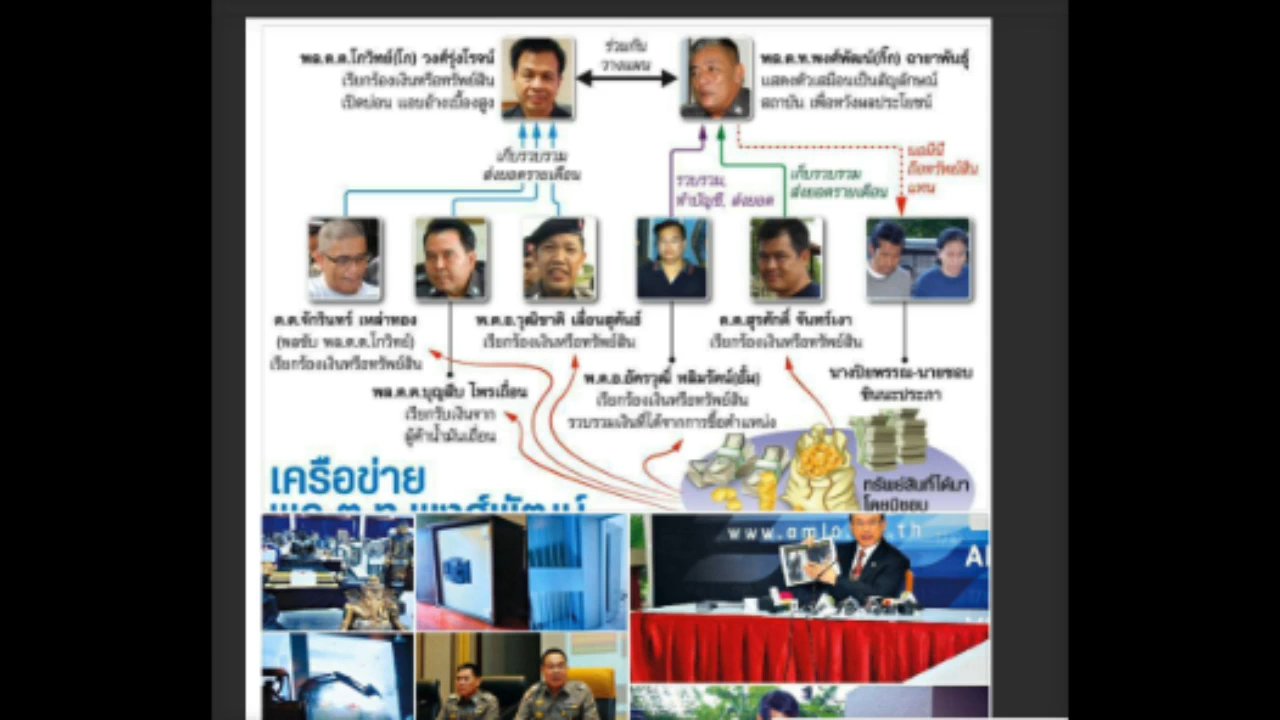 พล.ต.ต.โกวิทย์(โก) วงศ์รุ่งโรจน์
เรียกร้องเงินหรือทรัพย์สิน
เปิดบ่อน แอบอ้างเบื้องสูง
ร่วมกัน
วางแผน
พล.ต.ท.พงศ์พัฒน์(กิ๊ก) ฉายาพันธุ์
แสดงตัวเสมือนเป็นสัญลักษณ์
สถาบัน เพื่อหวังผลประโยชน์
เก็บรวบรวม
ส่งยอดรายเดือน
รวบรวม,
ทำบัญชี, ส่งยอด
เก็บรวบรวม
ส่งยอดรายเดือน
นอมินี
ถือทรัพย์สิน
แทน
ด.ต.จักรินทร์ เหล่าทอง
(พลขับ พล.ต.ต.โกวิทย์)
เรียกร้องเงินหรือทรัพย์สิน
พล.ต.ต.บุญสืบ ไพรเถื่อน
เรียกรับเงินจาก
ผู้ค้าน้ำมันเถื่อน
พ.ต.อ.วุฒิชาติ เลื่อนสุคันธ์
เรียกร้องเงินหรือทรัพย์สิน
พ.ต.อ.อัครวุฒิ์ หลิมรัตน์(อั้ม)
เรียกร้องเงินหรือทรัพย์สิน
รวบรวมเงินที่ได้จากการซื้อตำแหน่ง
ด.ต.สุรศักดิ์ จันทร์เงา
เรียกร้องเงินหรือทรัพย์สิน
นางปิยพรรณ-นายชอบ
ชินนะประภา
ทรัพย์สินที่ได้มา
โดยมิชอบ
เครือข่าย
พล.ต.ท.พงศ์พัฒน์